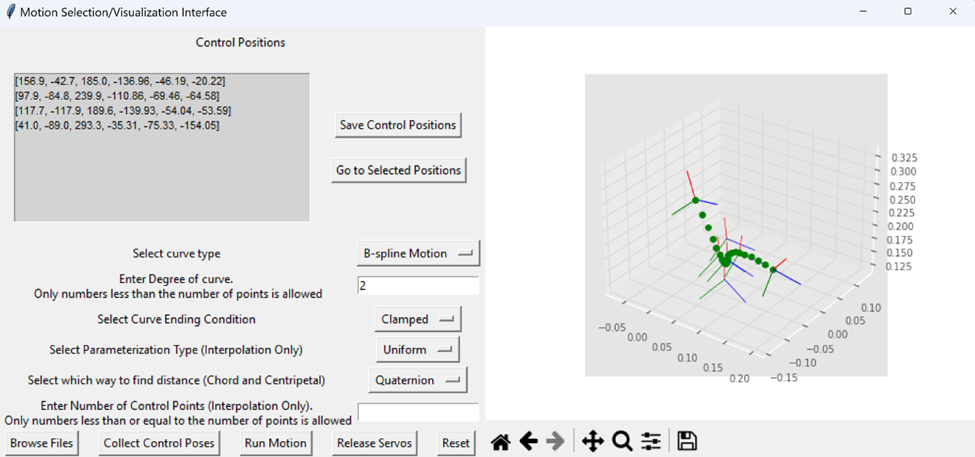 Motion Selection/Visualization Interface
Control Positions
[156.9, -42.7, 185.0, -136.96, -46.19, -20.22]
[97.9, -84.8, 239.9, -110.86, -69.46, -64.58]
[117.7, -117.9, 189.6, -139.93, -54.04, -53.59]
[41.0, -89.0, 293.3, -35.31, -75.33, -154.05]
Save Control Positions
Go to Selected Positions
Select curve type
B-spline Motion
Enter Degree of curve.
Only numbers less than the number of points is allowed
2
Select Curve Ending Condition
Clamped
Select Parameterization Type (Interpolation Only)
Uniform
Select which way to find distance (Chord and Centripetal)
Quaternion
Enter Number of Control Points (Interpolation Only).
Only numbers less than or equal to the number of points is allowed
Browse Files
Collect Control Poses
Run Motion
Release Servos
Reset
0.325
0.300
0.275
0.250
0.225
0.200
0.175
0.150
0.125
0.10
0.05
0.00
-0.05
-0.10
-0.15
-0.05
0.00
0.05
0.10
0.15
0.20